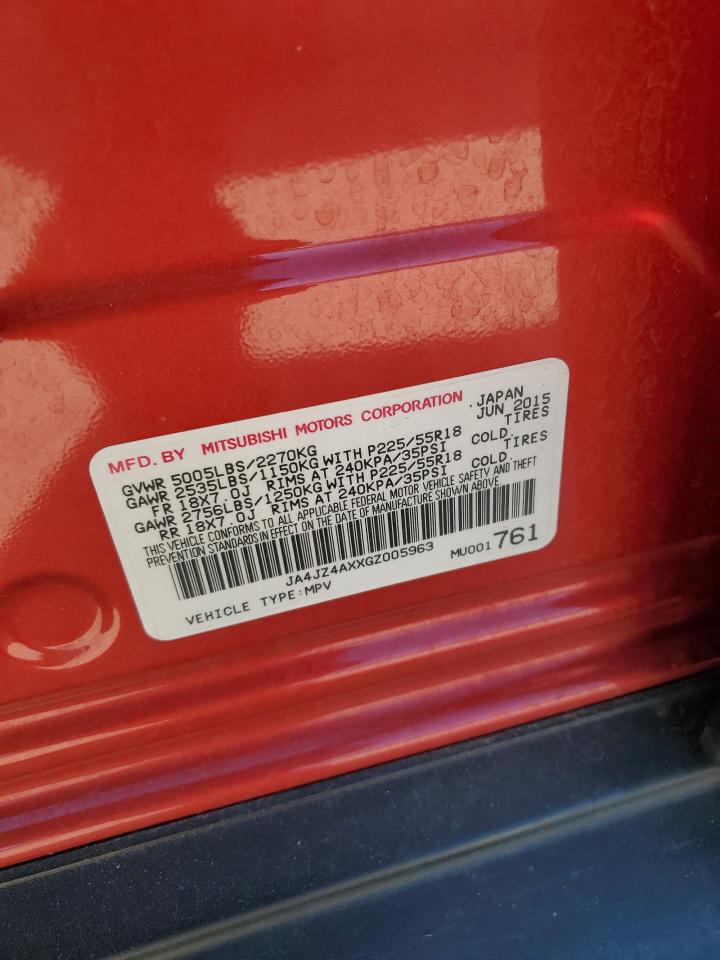 MFD. BY MITSUBISHI MOTORS CORPORATION JAPAN
GVWR 5005LBS/2270KG JUN 2015
GAWR 2535LBS/1150KG WITH P225/55R18 TIRES
FR 18X7.0J RIMS AT 240KPA/35PSI COLD.
GAWR 2756LBS/1250KG WITH P225/55R18 TIRES
RR 18X7.0J RIMS AT 240KPA/35PSI COLD.
THIS VEHICLE CONFORMS TO ALL APPLICABLE FEDERAL MOTOR VEHICLE SAFETY AND THEFT
PREVENTION STANDARDS IN EFFECT ON THE DATE OF MANUFACTURE SHOWN ABOVE.
JA4JZ4AXXGZ005963 MU001 761
VEHICLE TYPE:MPV